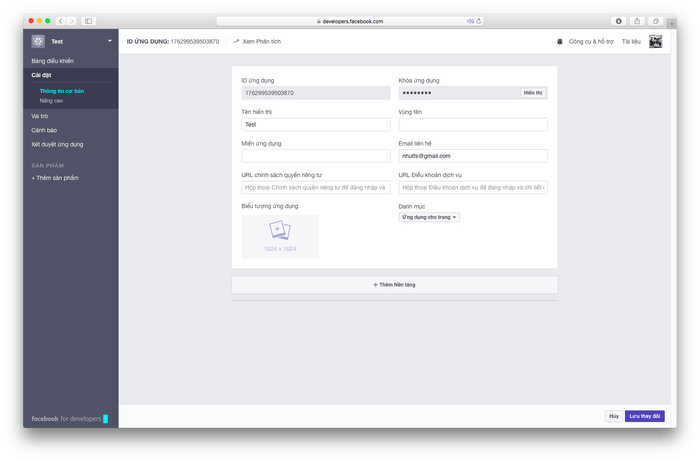 developers.facebook.com
Test
ID ỨNG DỤNG: 176299539503870
Xem Phân tích
Công cụ & hỗ trợ
Tài liệu
Bảng điều khiển
Cài đặt
Thông tin cơ bản
Nâng cao
Vai trò
Cảnh báo
Xét duyệt ứng dụng
SẢN PHẨM
+ Thêm sản phẩm
ID ứng dụng
176299539503870
Khóa ứng dụng
●●●●●●●●
Hiển thị
Tên hiển thị
Test
Vùng tên
Miền ứng dụng
Email liên hệ
nhutfs@gmail.com
URL chính sách quyền riêng tư
Hộp thoại Chính sách quyền riêng tư để đăng nhập và
URL Điều khoản dịch vụ
Hộp thoại Điều khoản dịch vụ để đăng nhập và chi tiết ứ
Biểu tượng ứng dụng
1024 x 1024
Danh mục
Ứng dụng cho trang
+ Thêm Nền tảng
facebook for developers
Hủy
Lưu thay đổi